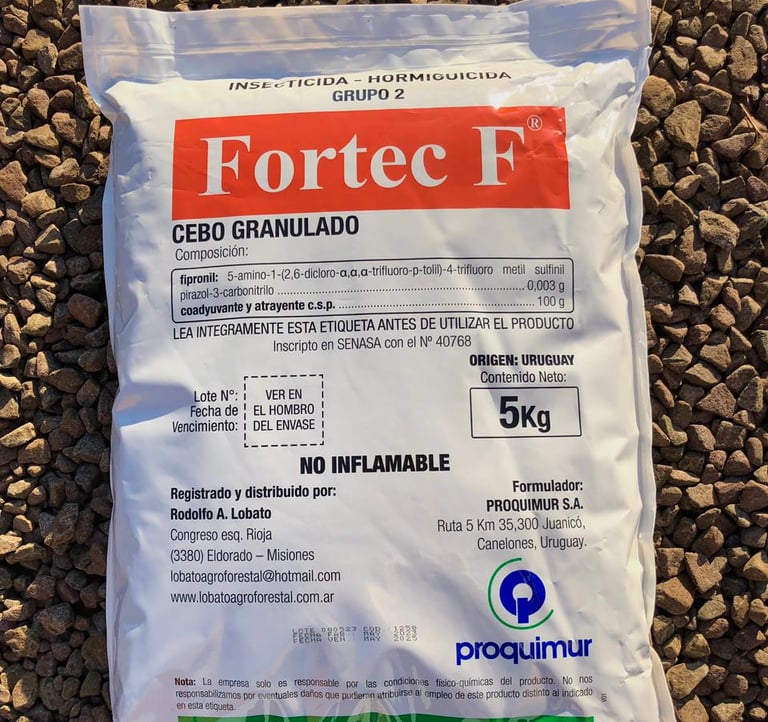 INSECTICIDA - HORMIGUICIDA
GRUPO 2
Fortec F®
CEBO GRANULADO
Composición:
fipronil: 5-amino-1-(2,6-dicloro-α,α,α-trifluoro-p-tolil)-4-trifluoro metil sulfinil
pirazol-3-carbonitrilo ........................................................ 0,003 g
coadyuvante y atrayente c.s.p. ............................................. 100 g
LEA INTEGRAMENTE ESTA ETIQUETA ANTES DE UTILIZAR EL PRODUCTO
Inscripto en SENASA con el Nº 40768
ORIGEN: URUGUAY
Contenido Neto:
5Kg
Lote N°:
Fecha de
Vencimiento:
VER EN
EL HOMBRO
DEL ENVASE
NO INFLAMABLE
Registrado y distribuido por:
Rodolfo A. Lobato
Congreso esq. Rioja
(3380) Eldorado – Misiones
lobatoagroforestal@hotmail.com
www.lobatoagroforestal.com.ar
Formulador:
PROQUIMUR S.A.
Ruta 5 Km 35,300 Juanicó,
Canelones, Uruguay.
proquimur
LOTE
FECHA
FECHA VEN MAY
Nota: La empresa solo es responsable por las condiciones físico-químicas del producto. No nos
responsabilizamos por eventuales daños que pudieran atribuirse al empleo de este producto distinto al indicado
en esta etiqueta.